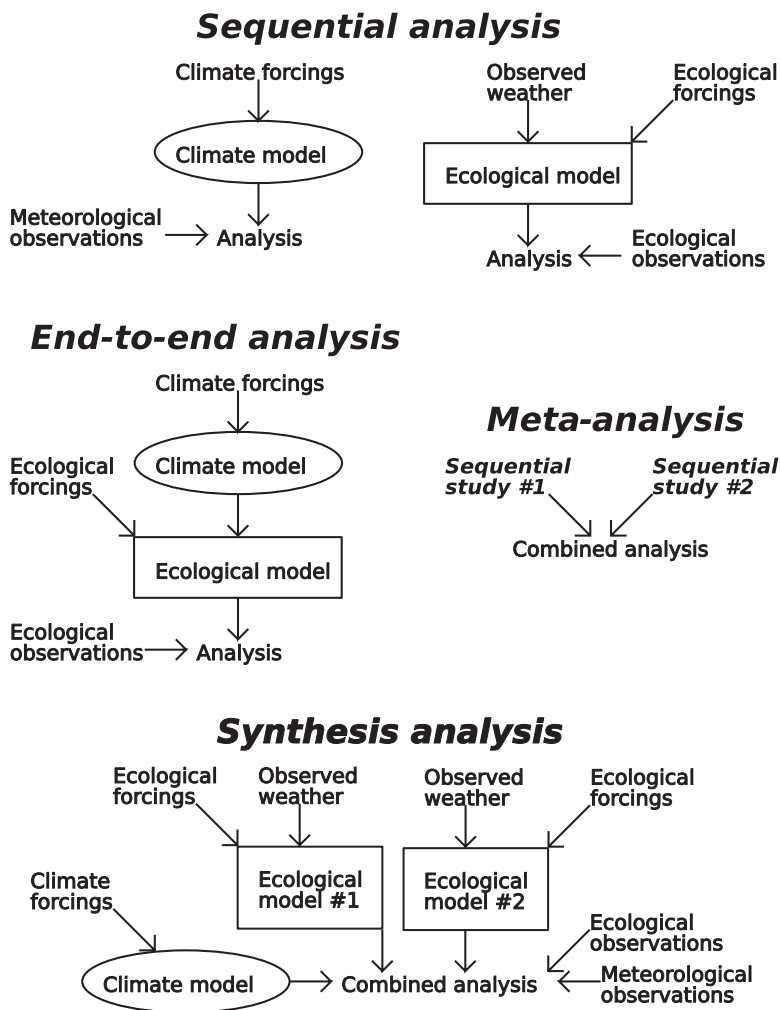 Sequential analysis
Climate forcings
Climate model
Meteorological
observations
Analysis
Observed
weather
Ecological
forcings
Ecological model
Analysis
Ecological
observations
End-to-end analysis
Climate forcings
Climate model
Ecological
forcings
Ecological model
Ecological
observations
Analysis
Meta-analysis
Sequential
study #1
Sequential
study #2
Combined analysis
Synthesis analysis
Ecological
forcings
Observed
weather
Observed
weather
Ecological
forcings
Ecological
model #1
Ecological
model #2
Climate
forcings
Climate model
Combined analysis
Ecological
observations
Meteorological
observations